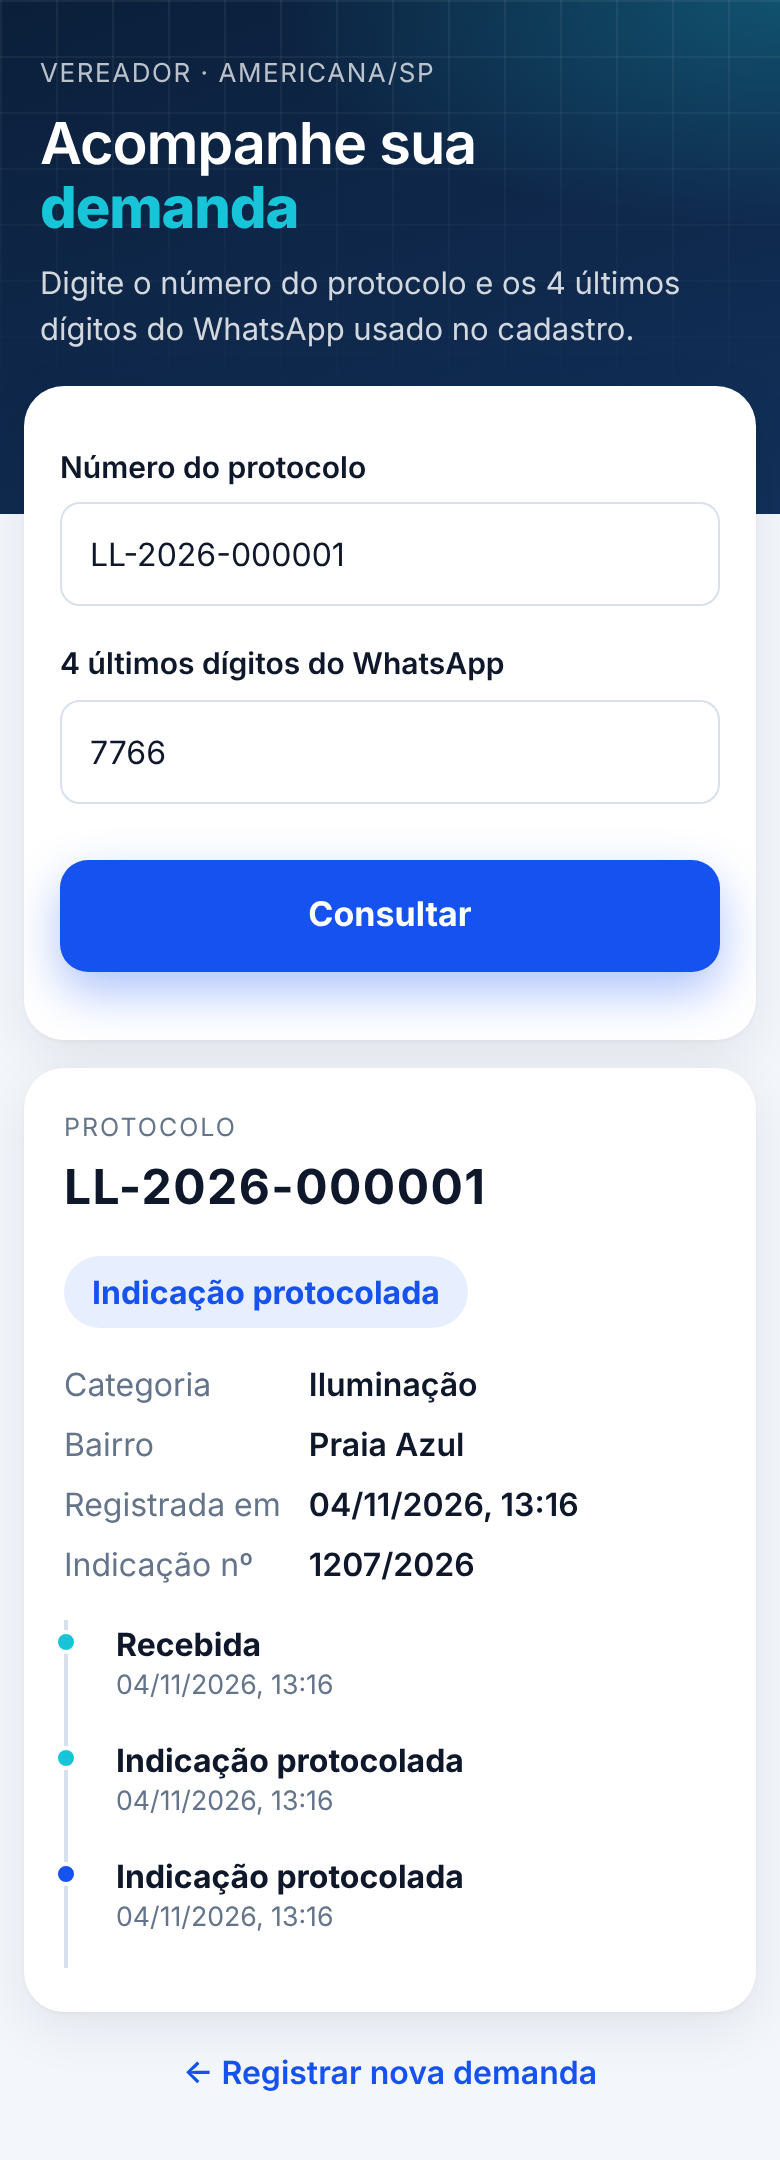 VEREADOR · AMERICANA/SP
Acompanhe sua
demanda
Digite o número do protocolo e os 4 últimos
dígitos do WhatsApp usado no cadastro.
Número do protocolo
LL-2026-000001
4 últimos dígitos do WhatsApp
7766
Consultar
PROTOCOLO
LL-2026-000001
Indicação protocolada
Categoria Iluminação
Bairro Praia Azul
Registrada em 04/11/2026, 13:16
Indicação nº 1207/2026
Recebida
04/11/2026, 13:16
Indicação protocolada
04/11/2026, 13:16
Indicação protocolada
04/11/2026, 13:16
← Registrar nova demanda